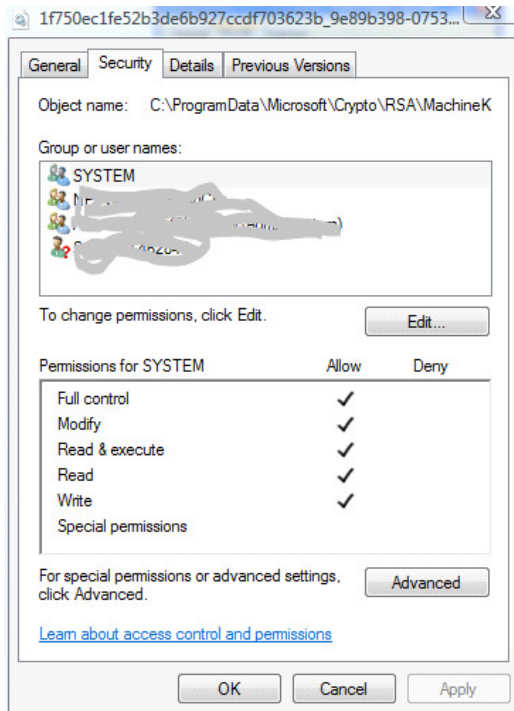 1f750ec1fe52b3de6b927ccdf703623b_9e89b398-0753...
General Security Details Previous Versions
Object name: C:\ProgramData\Microsoft\Crypto\RSA\MachineK
Group or user names:
SYSTEM
To change permissions, click Edit.
Edit...
Permissions for SYSTEM Allow Deny
Full control
Modify
Read & execute
Read
Write
Special permissions
For special permissions or advanced settings,
click Advanced.
Advanced
Learn about access control and permissions
OK Cancel Apply